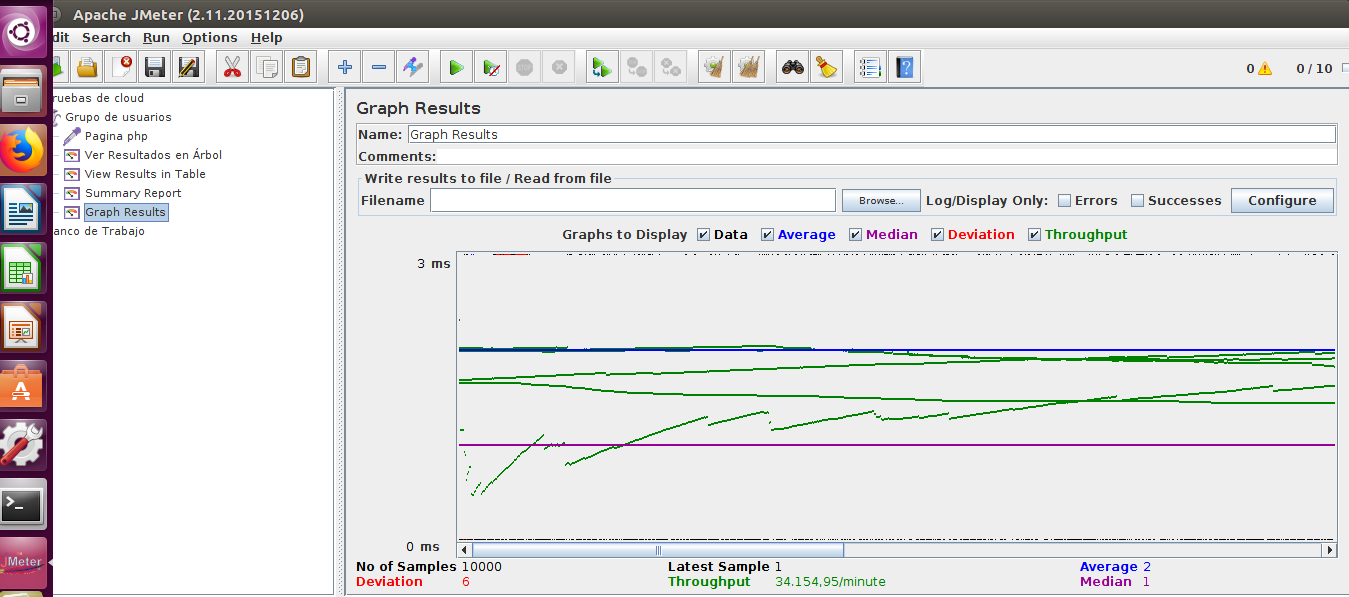 Apache JMeter (2.11.20151206)
dit Search Run Options Help
0 0 / 10
ruebas de cloud
Grupo de usuarios
Pagina php
Ver Resultados en Árbol
View Results in Table
Summary Report
Graph Results
anco de Trabajo
Graph Results
Name: Graph Results
Comments:
Write results to file / Read from file
Filename Browse... Log/Display Only: Errors Successes Configure
Graphs to Display Data Average Median Deviation Throughput
3 ms
0 ms
No of Samples 10000 Latest Sample 1 Average 2
Deviation 6 Throughput 34.154,95/minute Median 1
JMeter